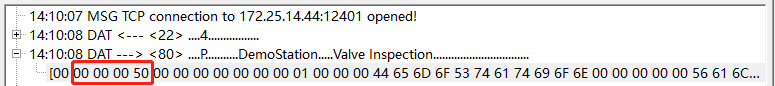 14:10:07 MSG TCP connection to 172.25.14.44:12401 opened!
14:10:08 DAT <--- <22> ....4.................
14:10:08 DAT ---> <80> ....P..........DemoStation.....Valve Inspection................................
[00 00 00 00 50 00 00 00 00 00 00 00 01 00 00 00 44 65 6D 6F 53 74 61 74 69 6F 6E 00 00 00 00 00 56 61 6C...